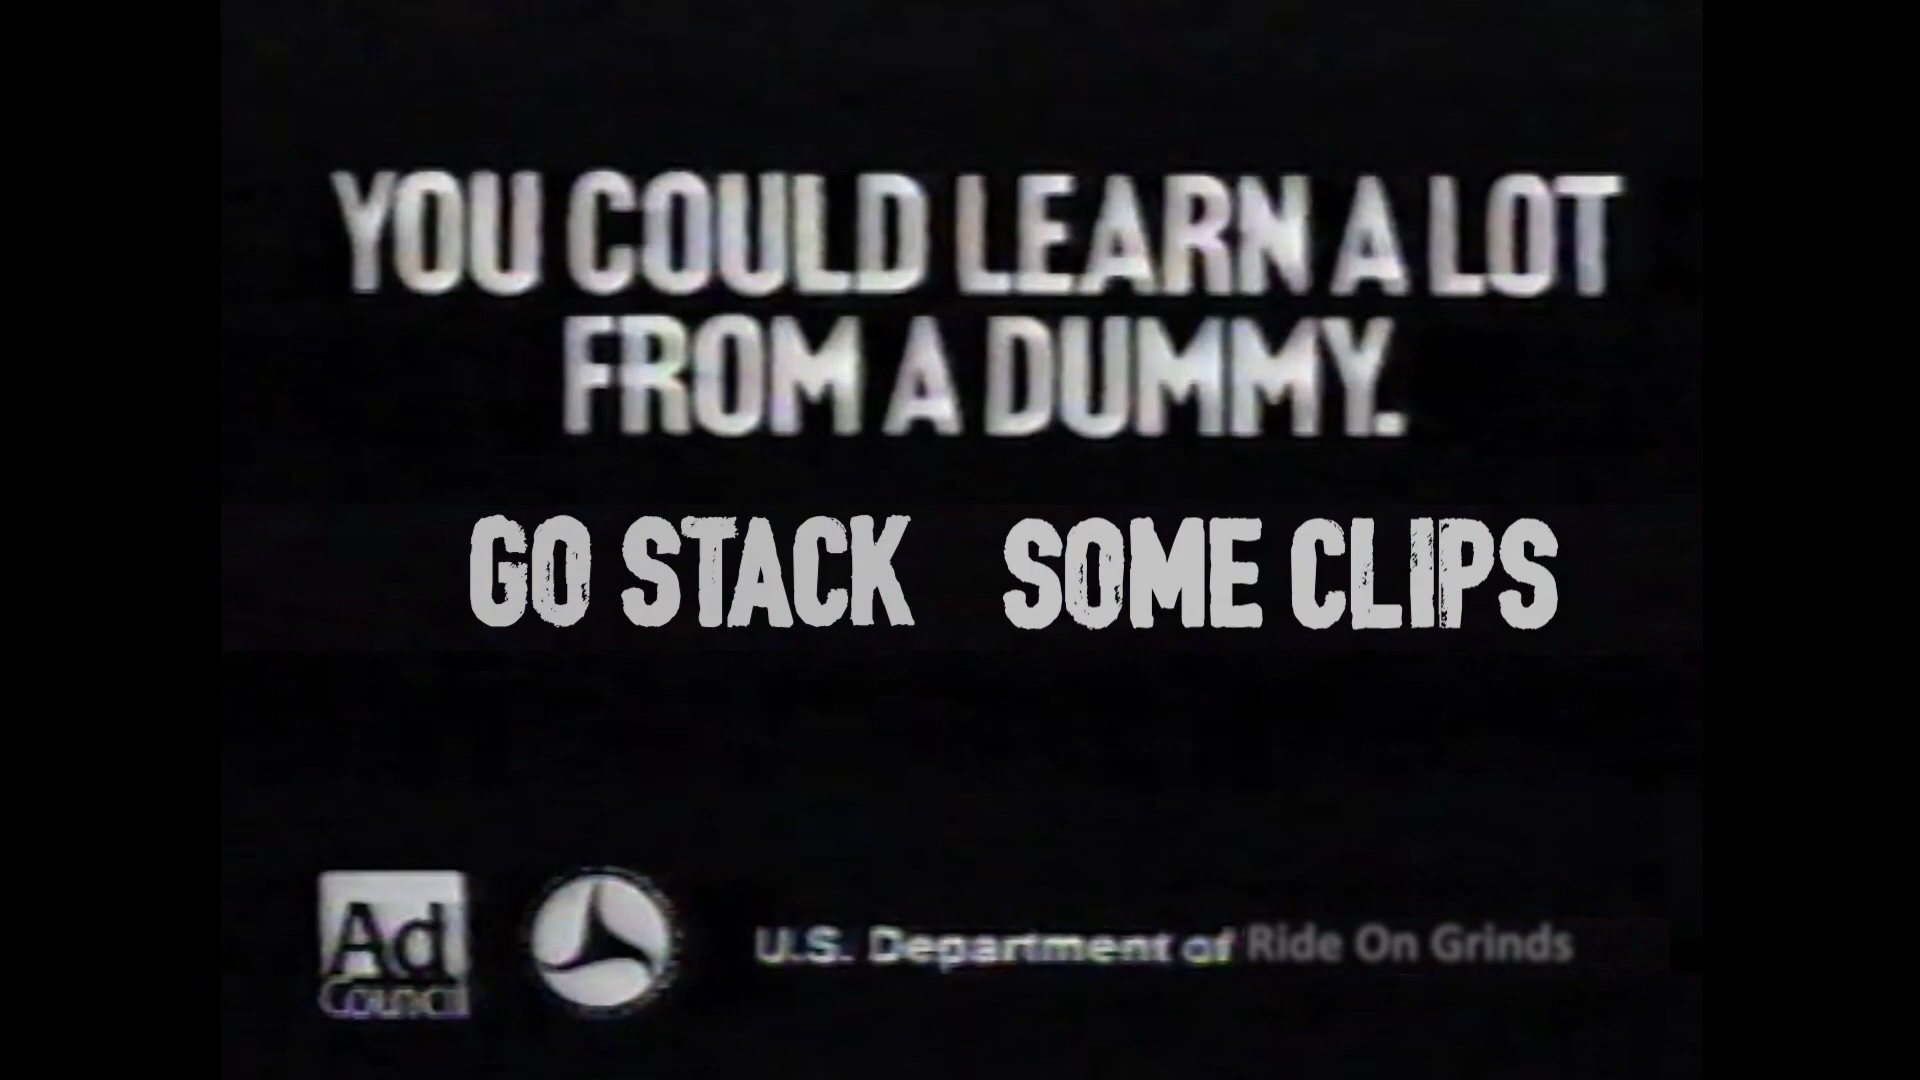 YOU COULD LEARN A LOT
FROM A DUMMY.
GO STACK SOME CLIPS
Ad
Council
U.S. Department of Ride On Grinds